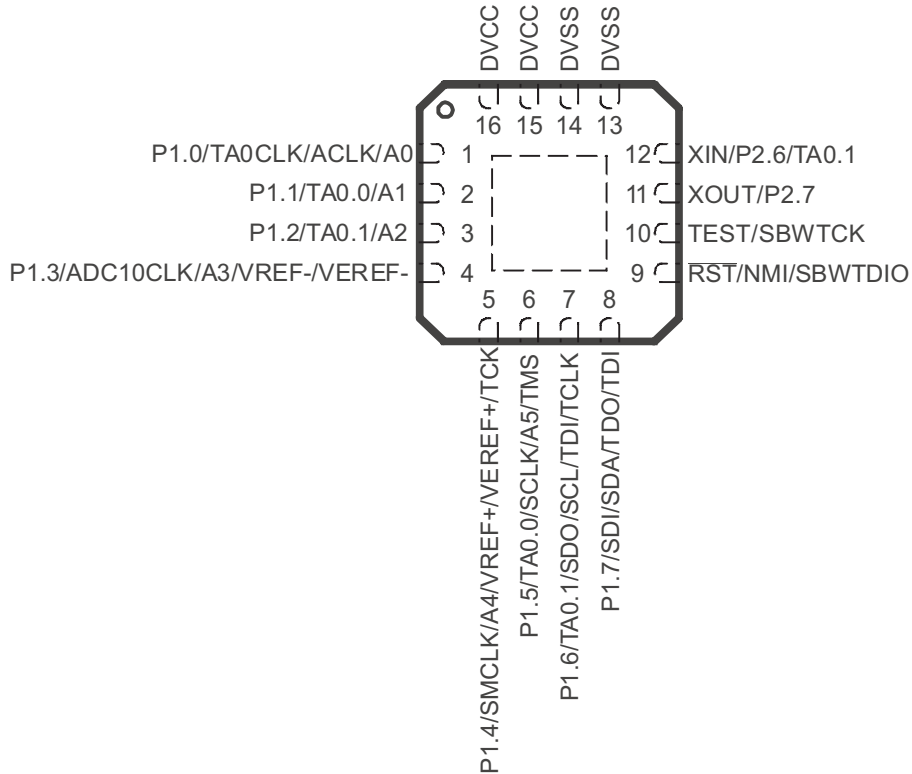 DVCC
DVCC
DVSS
DVSS
16
15
14
13
P1.0/TA0CLK/ACLK/A0
1
P1.1/TA0.0/A1
2
P1.2/TA0.1/A2
3
P1.3/ADC10CLK/A3/VREF-/VEREF-
4
12
XIN/P2.6/TA0.1
11
XOUT/P2.7
10
TEST/SBWTCK
9
RST/NMI/SBWTDIO
5
6
7
8
P1.4/SMCLK/A4/VREF+/VEREF+/TCK
P1.5/TA0.0/SCLK/A5/TMS
P1.6/TA0.1/SDO/SCL/TDI/TCLK
P1.7/SDI/SDA/TDO/TDI